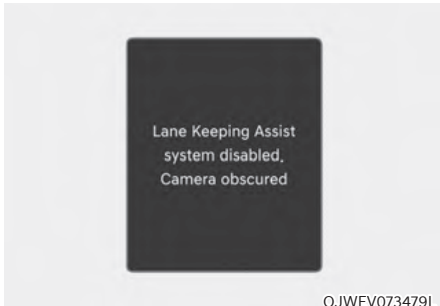 Lane Keeping Assist
system disabled.
Camera obscured
OJWEV073479L